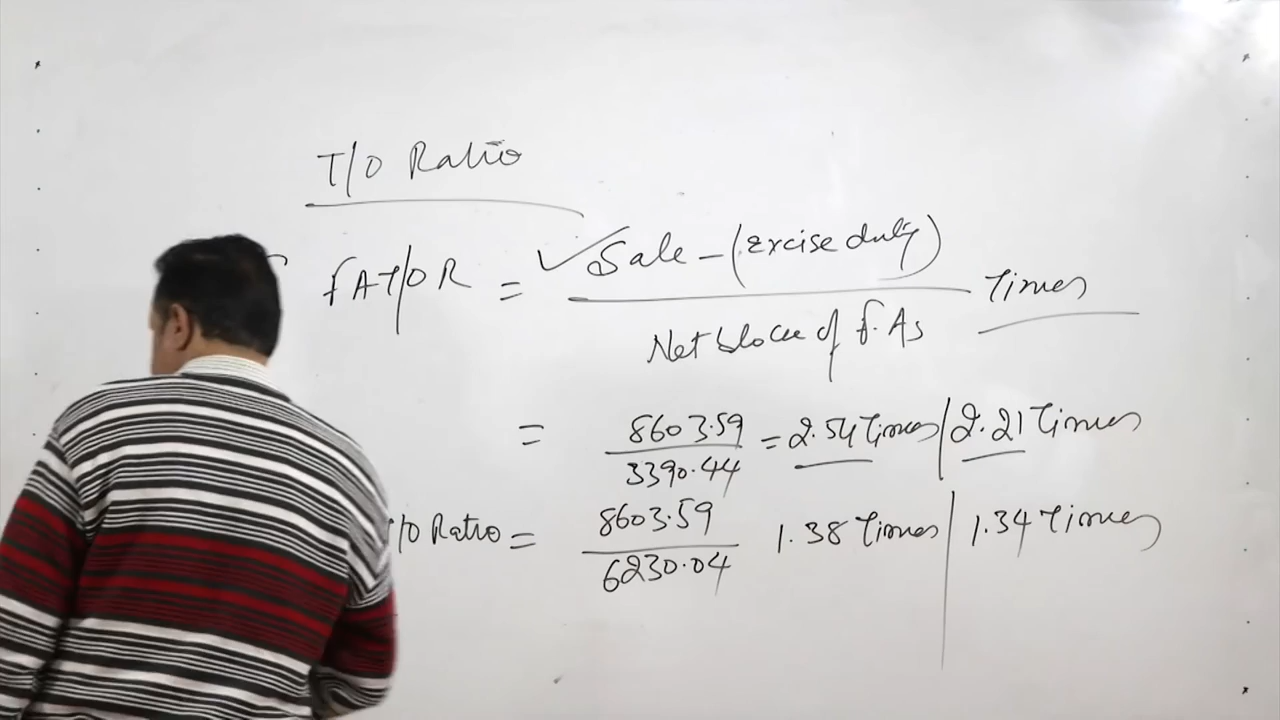 T/O Ratio
FAT/OR = ✓ Sale - (Excise duty)
Net block of F.As
Times
= 8603.59 = 2.54 Times | 2.21 Times
3390.44
/O Ratio = 8603.59 1.38 Times | 1.34 Times
6230.04